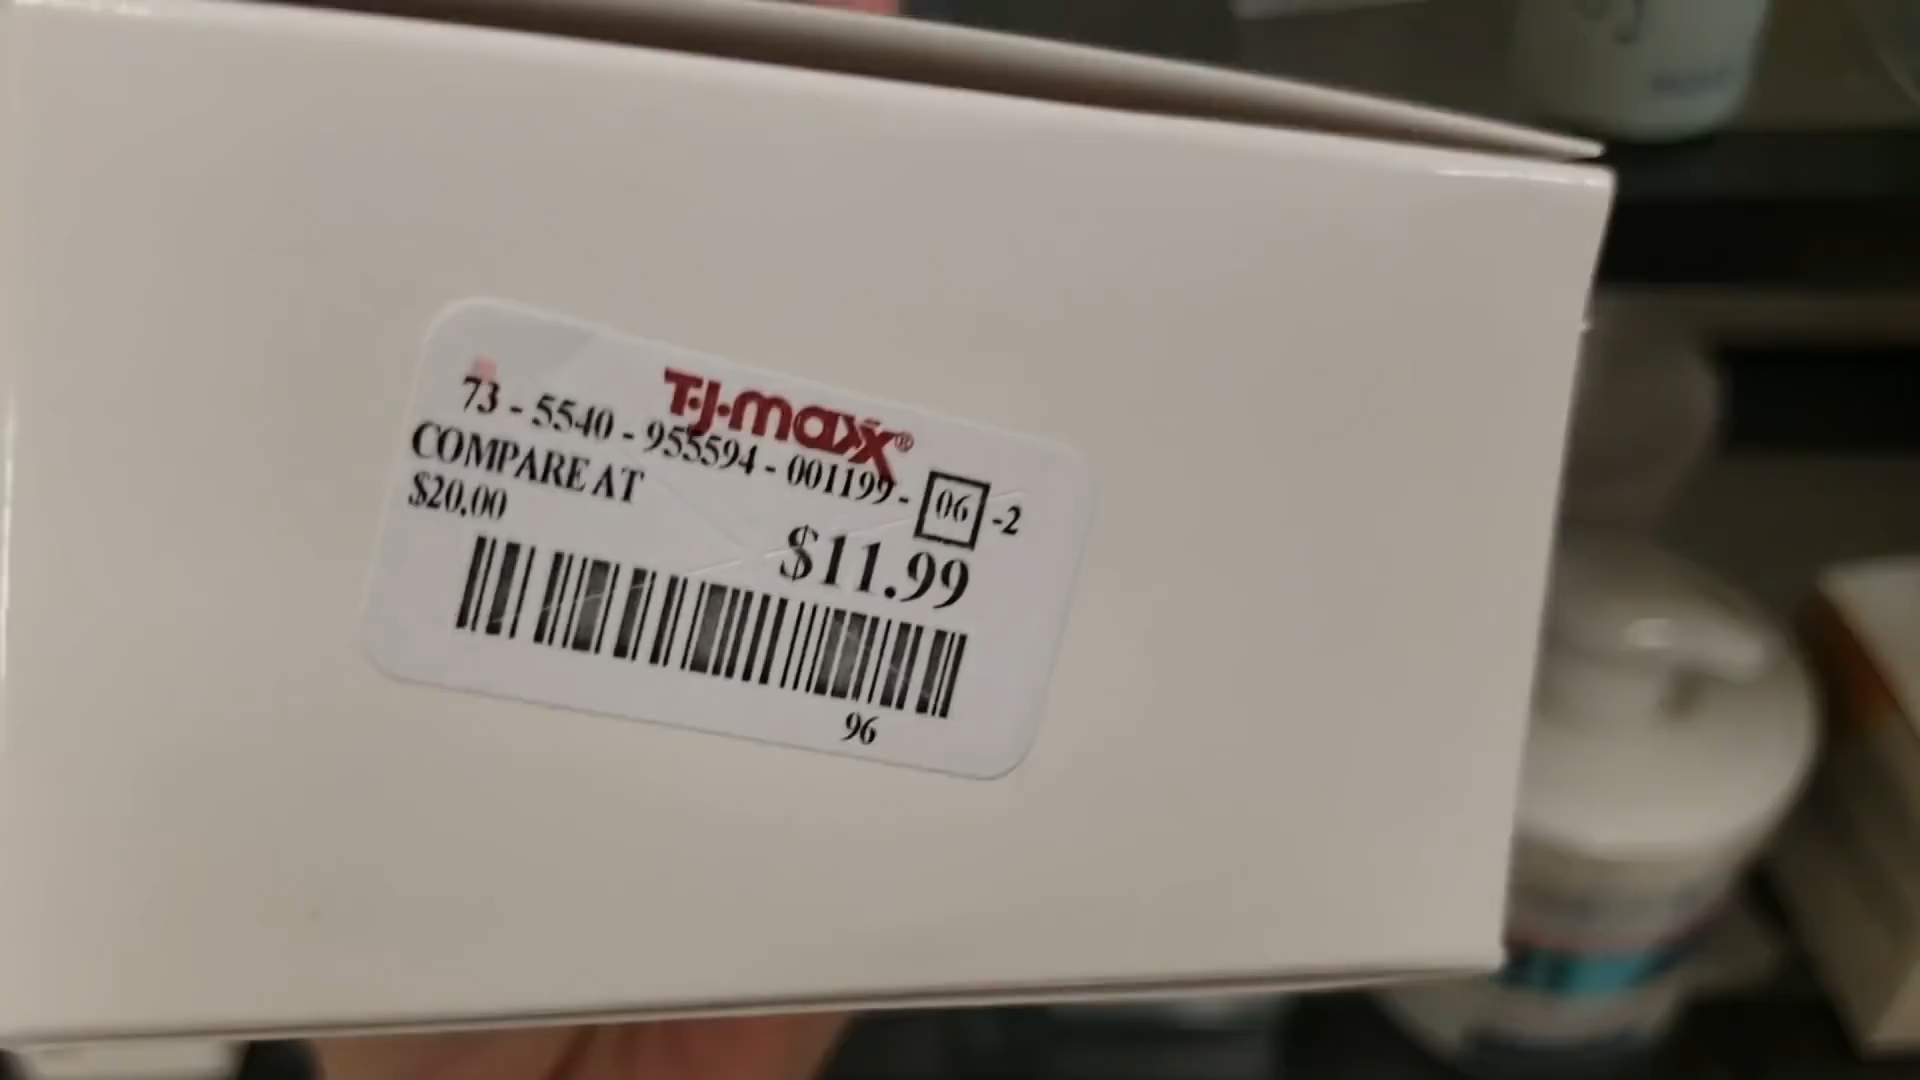 T.J.maxx®
73 - 5540 - 955594 - 001199 - 06 -2
COMPARE AT
$20.00
$11.99
96